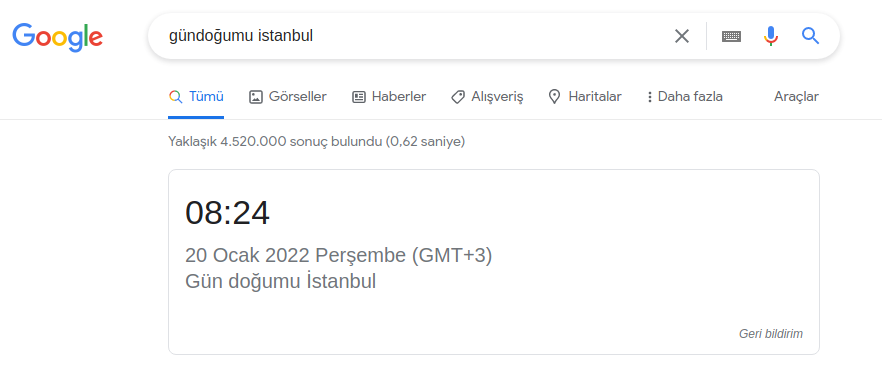 Google
gündoğumu istanbul
Tümü Görseller Haberler Alışveriş Haritalar Daha fazla Araçlar
Yaklaşık 4.520.000 sonuç bulundu (0,62 saniye)
08:24
20 Ocak 2022 Perşembe (GMT+3)
Gün doğumu İstanbul
Geri bildirim